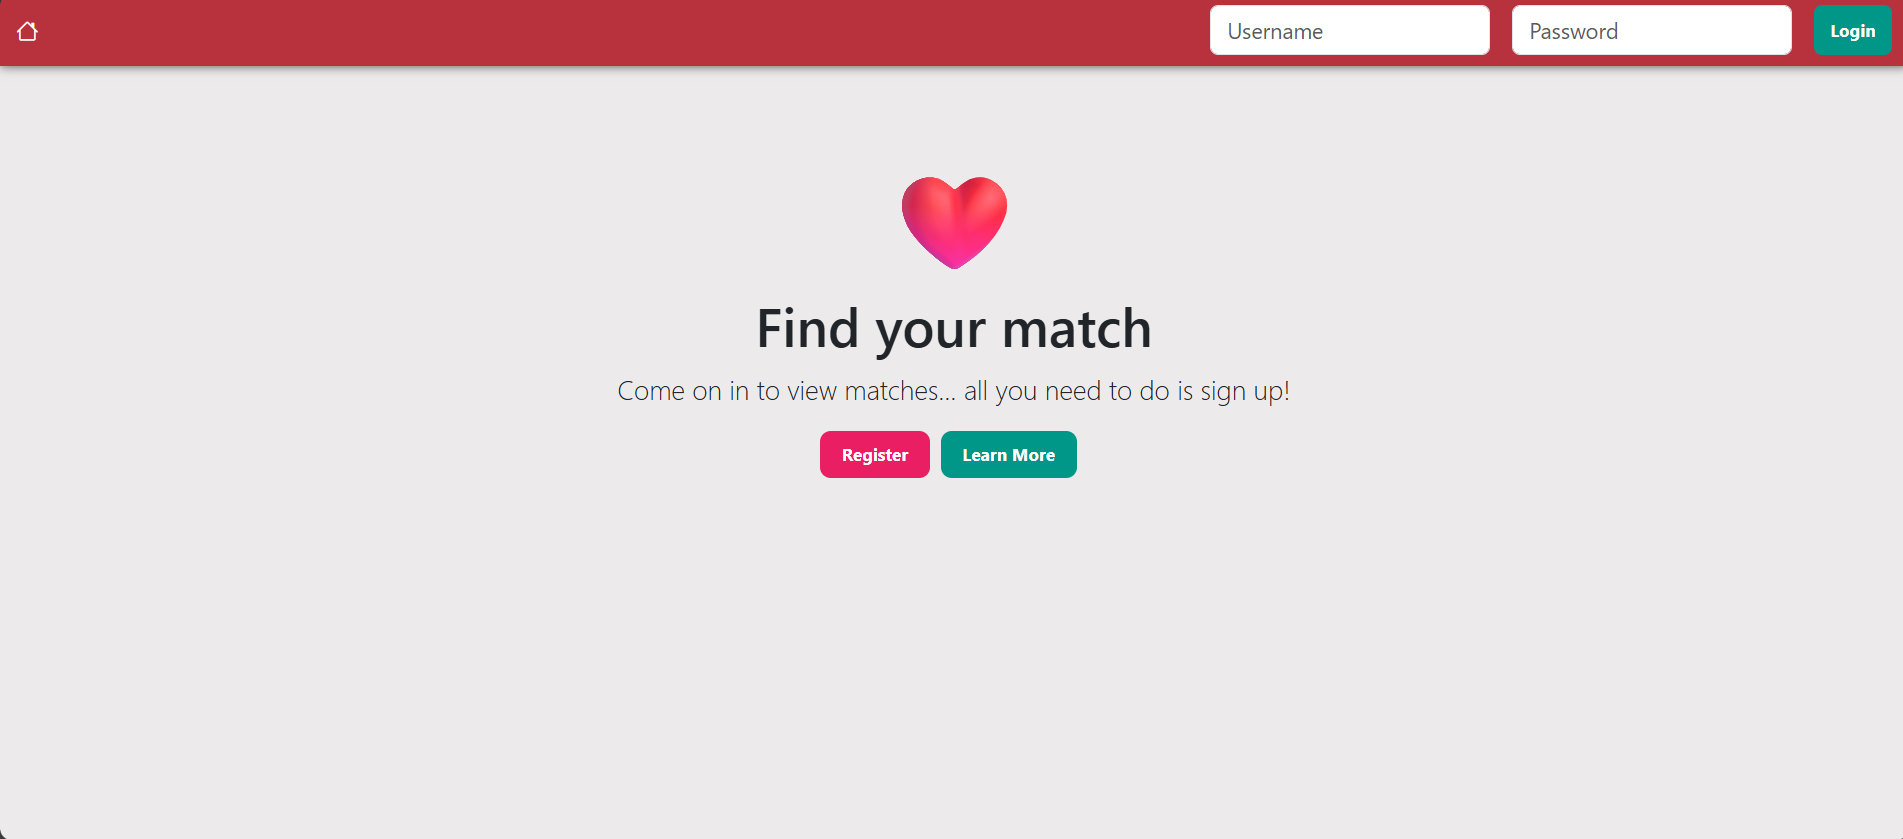 Username Password Login
Find your match
Come on in to view matches... all you need to do is sign up!
Register Learn More